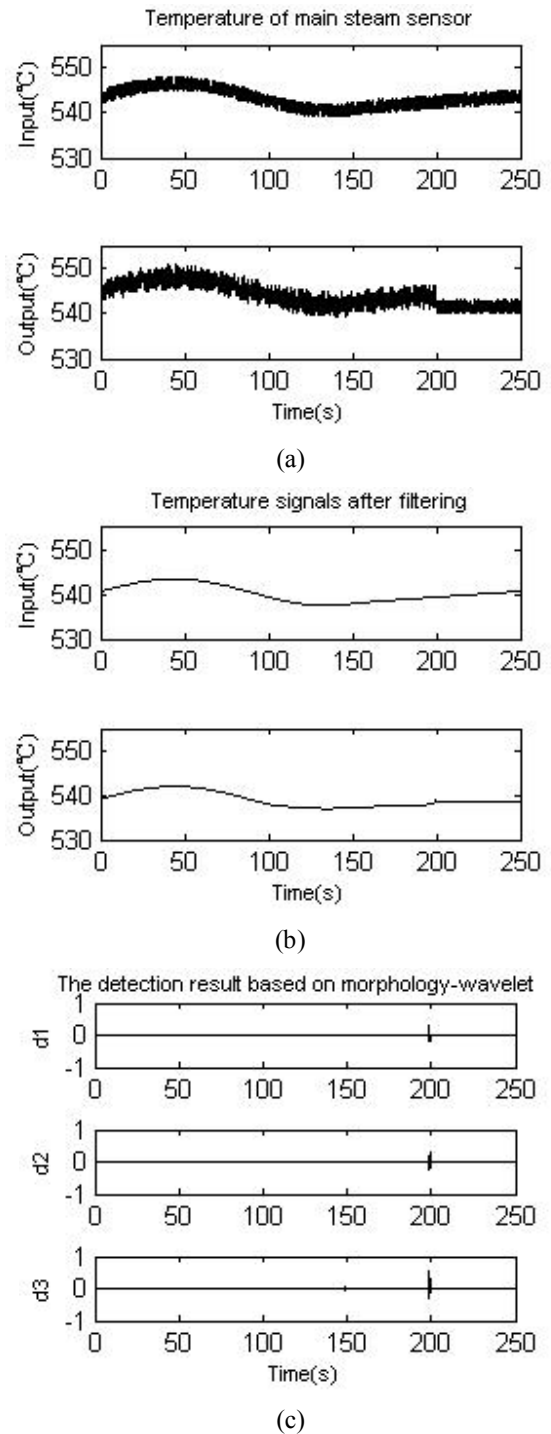 Temperature of main steam sensor
550
540
530
Input(℃)
0 50 100 150 200 250
550
540
530
Output(℃)
0 50 100 150 200 250
Time(s)
(a)
Temperature signals after filtering
550
540
530
Input(℃)
0 50 100 150 200 250
550
540
530
Output(℃)
0 50 100 150 200 250
Time(s)
(b)
The detection result based on morphology-wavelet
1
0
-1
d1
0 50 100 150 200 250
1
0
-1
d2
0 50 100 150 200 250
1
0
-1
d3
0 50 100 150 200 250
Time(s)
(c)